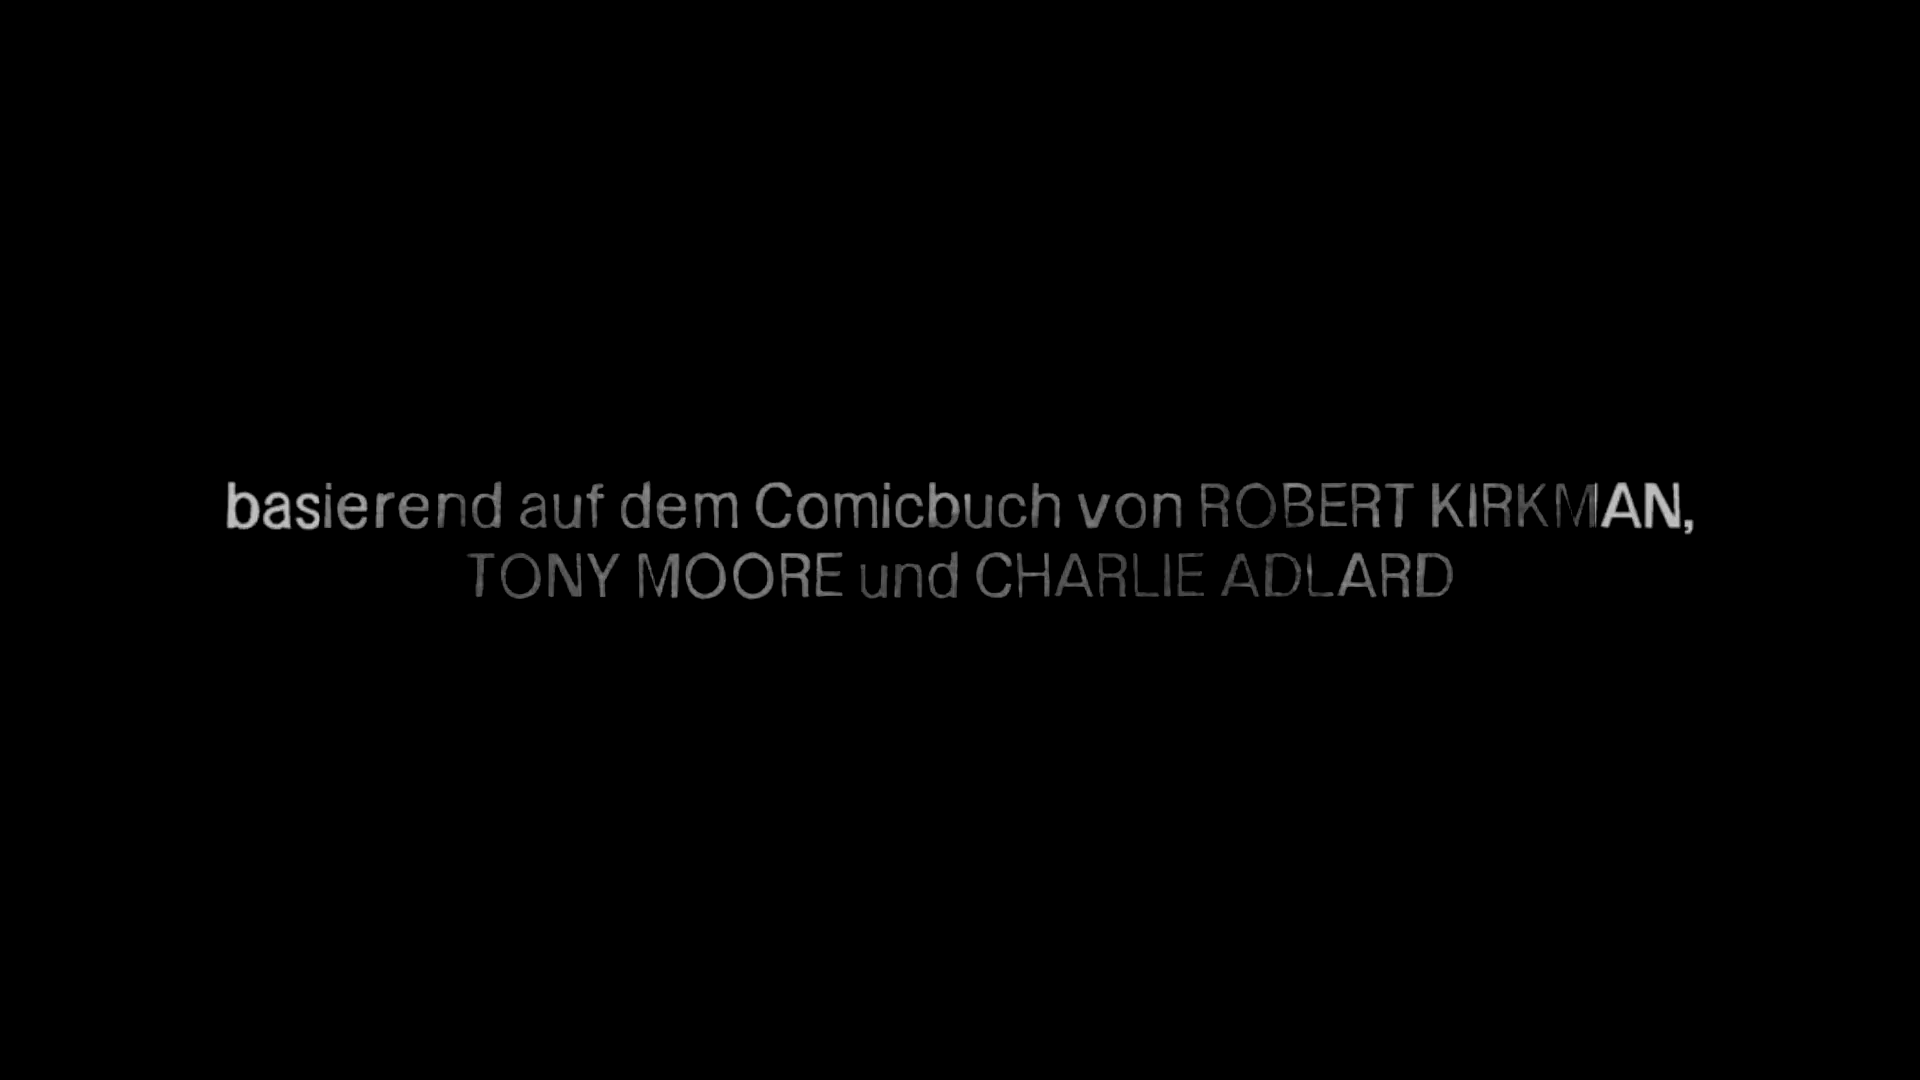 basierend auf dem Comicbuch von ROBERT KIRKMAN,
TONY MOORE und CHARLIE ADLARD